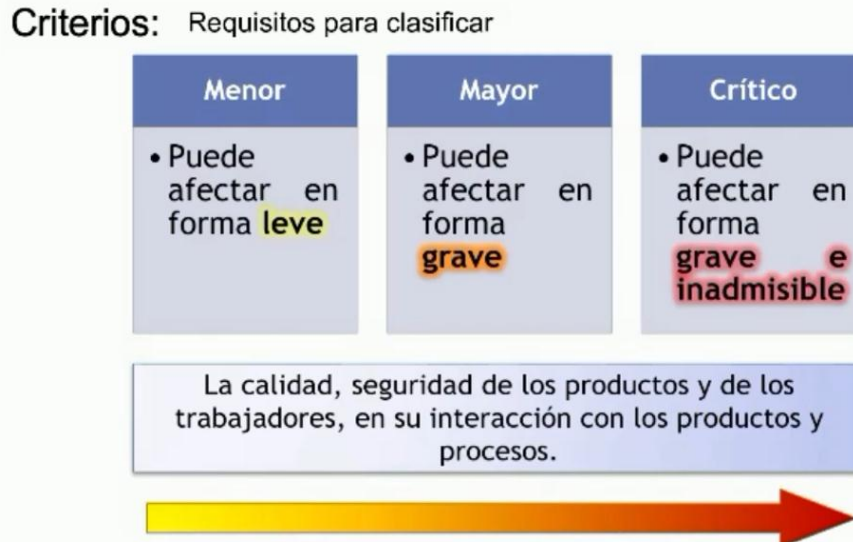 Criterios: Requisitos para clasificar
Menor
• Puede
afectar en
forma leve
Mayor
• Puede
afectar en
forma
grave
Crítico
• Puede
afectar en
forma
grave e
inadmisible
La calidad, seguridad de los productos y de los
trabajadores, en su interacción con los productos y
procesos.